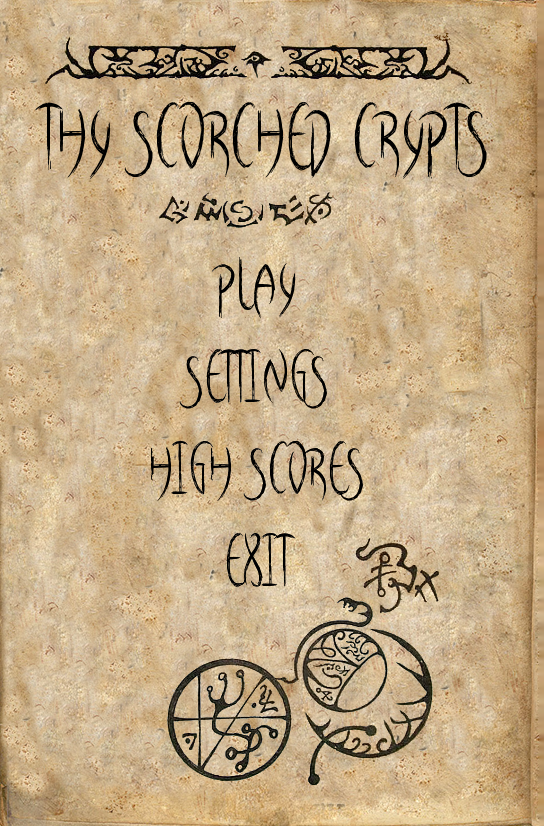 THY SCORCHED CRYPTS
PLAY
SETTINGS
HIGH SCORES
EXIT